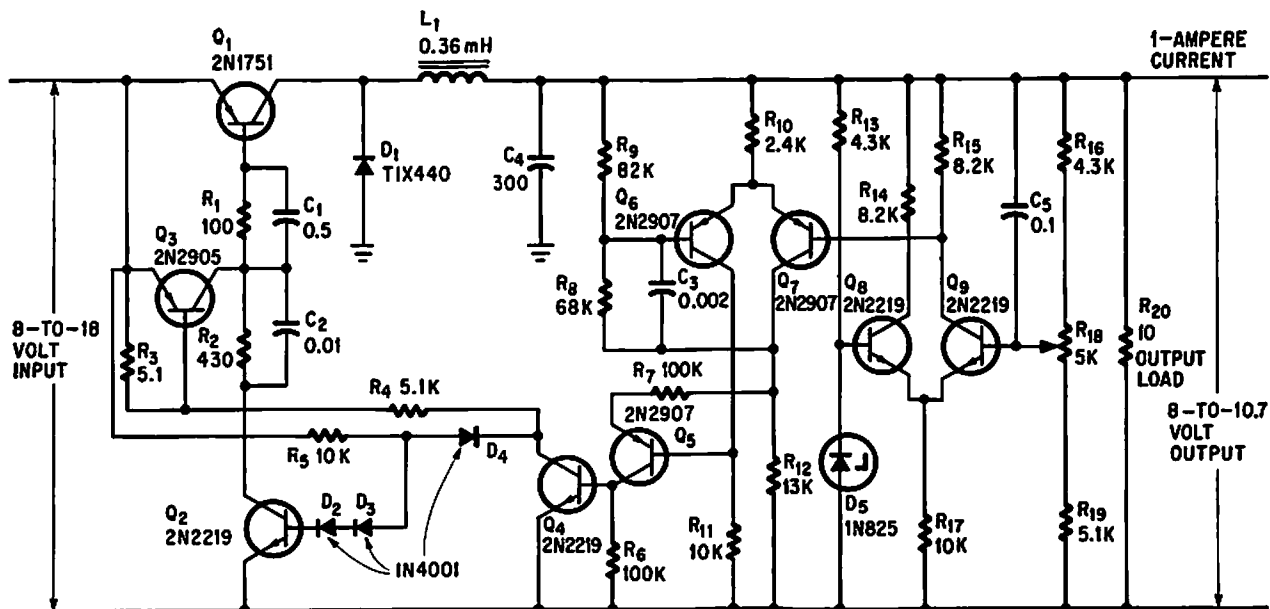 L1
0.36 mH
Q1
2N1751
1-AMPERE
CURRENT
D1
TIX440
C4
300
R9
82K
R10
2.4K
R13
4.3K
R15
8.2K
R14
8.2K
C5
0.1
R16
4.3K
R1
100
C1
0.5
Q3
2N2905
Q6
2N2907
C3
0.002
R8
68K
Q7
2N2907
Q8
2N2219
Q9
2N2219
R18
5K
R20
10
OUTPUT
LOAD
8-TO-18
VOLT
INPUT
R3
5.1
R2
430
C2
0.01
R4 5.1K
R7 100K
2N2907
Q5
8-TO-10.7
VOLT
OUTPUT
R5 10K
D4
R12
13K
D5
1N825
Q2
2N2219
D2
D3
1N4001
Q4
2N2219
R6
100K
R11
10K
R17
10K
R19
5.1K